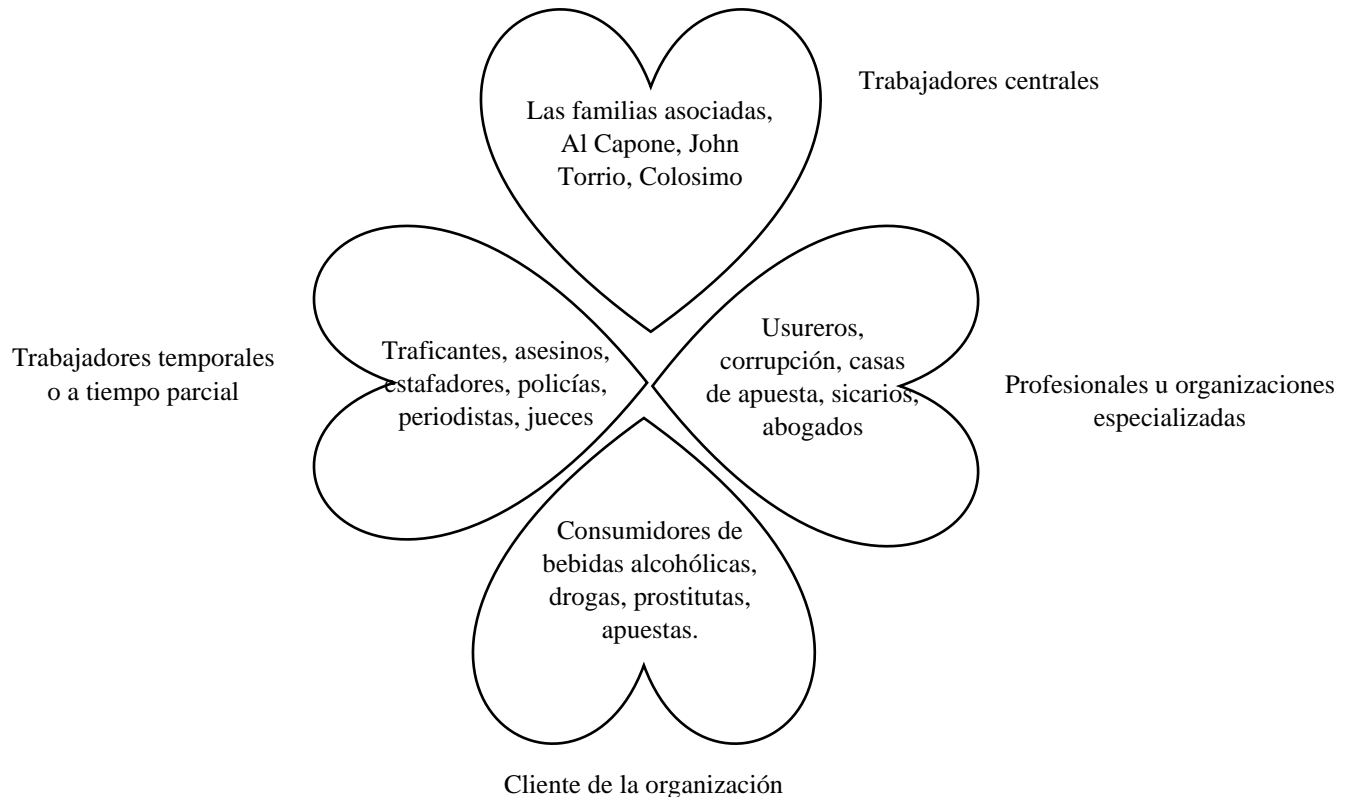 Trabajadores centrales
Las familias asociadas,
Al Capone, John
Torrio, Colosimo
Trabajadores temporales
o a tiempo parcial
Traficantes, asesinos,
estafadores, policías,
periodistas, jueces
Usureros,
corrupción, casas
de apuesta, sicarios,
abogados
Profesionales u organizaciones
especializadas
Consumidores de
bebidas alcohólicas,
drogas, prostitutas,
apuestas.
Cliente de la organización